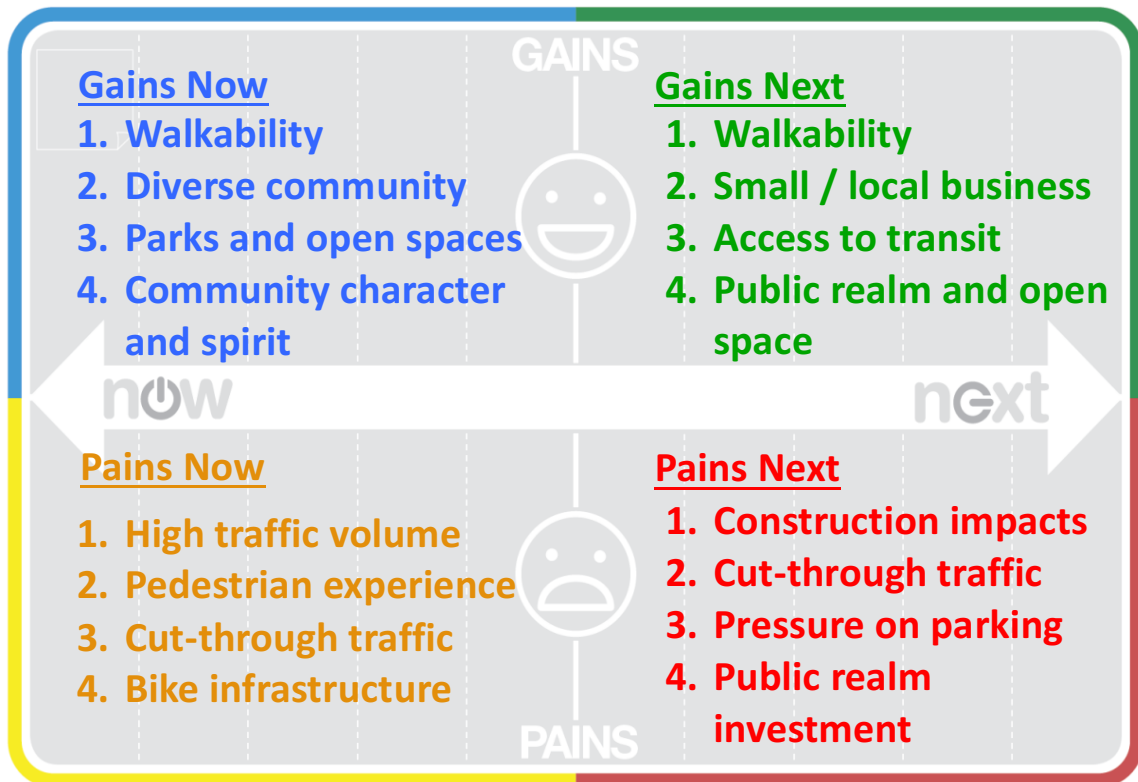 GAINS
Gains Now
1. Walkability
2. Diverse community
3. Parks and open spaces
4. Community character
and spirit
Gains Next
1. Walkability
2. Small / local business
3. Access to transit
4. Public realm and open
space
now
next
Pains Now
1. High traffic volume
2. Pedestrian experience
3. Cut-through traffic
4. Bike infrastructure
Pains Next
1. Construction impacts
2. Cut-through traffic
3. Pressure on parking
4. Public realm
investment
PAINS